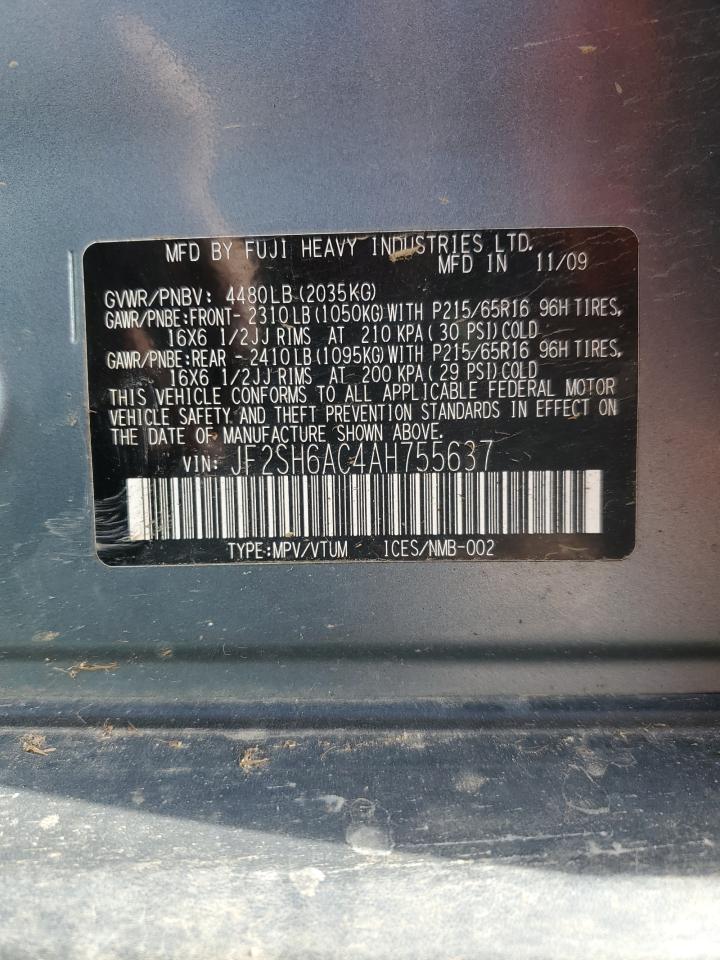 MFD BY FUJI HEAVY INDUSTRIES LTD.
MFD IN 11/09
GVWR/PNBV: 4480LB(2035KG)
GAWR/PNBE:FRONT- 2310LB(1050KG)WITH P215/65R16 96H TIRES,
16X6 1/2JJ RIMS AT 210 KPA(30 PSI)COLD
GAWR/PNBE:REAR - 2410LB(1095KG)WITH P215/65R16 96H TIRES,
16X6 1/2JJ RIMS AT 200 KPA(29 PSI)COLD
THIS VEHICLE CONFORMS TO ALL APPLICABLE FEDERAL MOTOR
VEHICLE SAFETY AND THEFT PREVENTION STANDARDS IN EFFECT ON
THE DATE OF MANUFACTURE SHOWN ABOVE.
VIN: JF2SH6AC4AH755637
TYPE:MPV/VTUM ICES/NMB-002